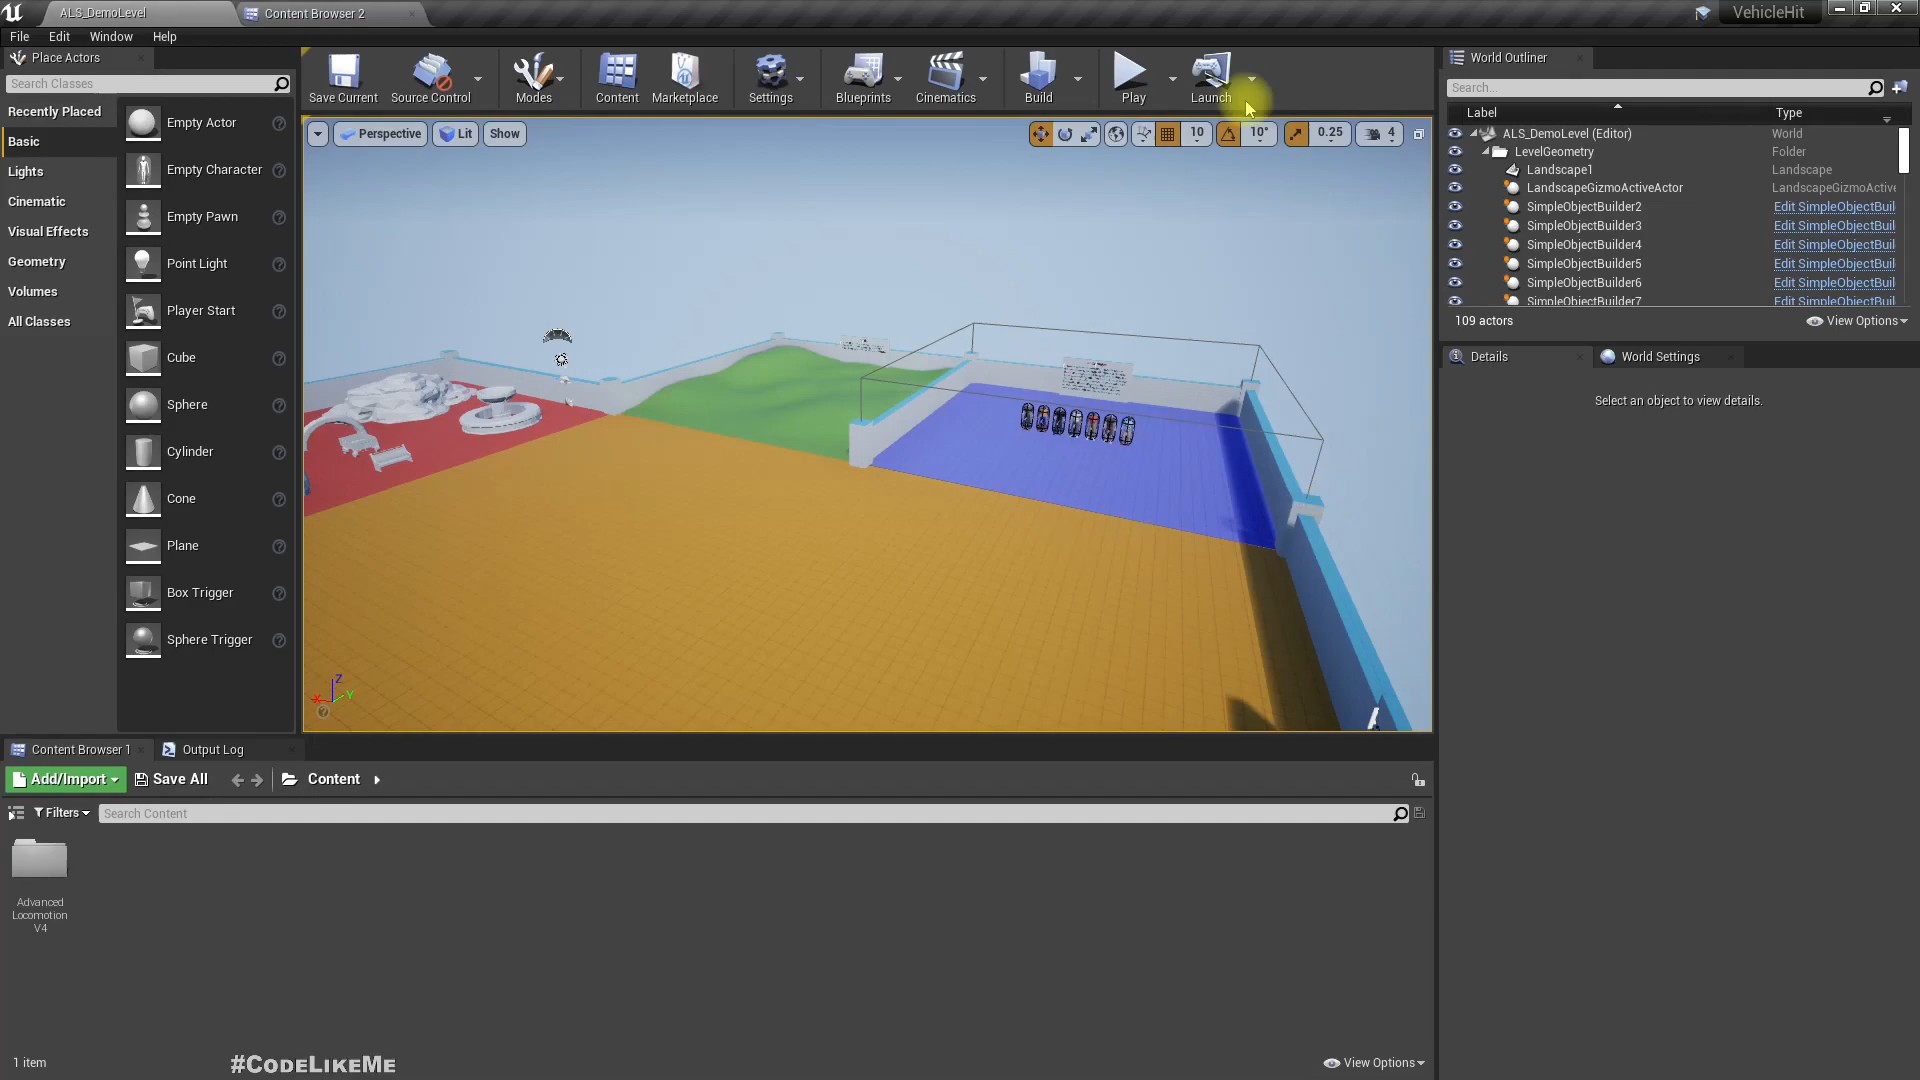 ALS_DemoLevel
Content Browser 2
VehicleHit
File
Edit
Window
Help
Place Actors
Search Classes
Recently Placed
Basic
Lights
Cinematic
Visual Effects
Geometry
Volumes
All Classes
Empty Actor
Empty Character
Empty Pawn
Point Light
Player Start
Cube
Sphere
Cylinder
Cone
Plane
Box Trigger
Sphere Trigger
Save Current
Source Control
Modes
Content
Marketplace
Settings
Blueprints
Cinematics
Build
Play
Launch
Perspective
Lit
Show
10
10°
0.25
4
Z
X
Y
World Outliner
Search...
Label
Type
ALS_DemoLevel (Editor)
World
LevelGeometry
Folder
Landscape1
Landscape
LandscapeGizmoActiveActor
LandscapeGizmoActive
SimpleObjectBuilder2
Edit SimpleObjectBuil
SimpleObjectBuilder3
Edit SimpleObjectBuil
SimpleObjectBuilder4
Edit SimpleObjectBuil
SimpleObjectBuilder5
Edit SimpleObjectBuil
SimpleObjectBuilder6
Edit SimpleObjectBuil
SimpleObjectBuilder7
Edit SimpleObjectBuil
109 actors
View Options
Details
World Settings
Select an object to view details.
Content Browser 1
Output Log
Add/Import
Save All
Content
Filters
Search Content
Advanced
Locomotion
V4
1 item
#CodeLikeMe
View Options